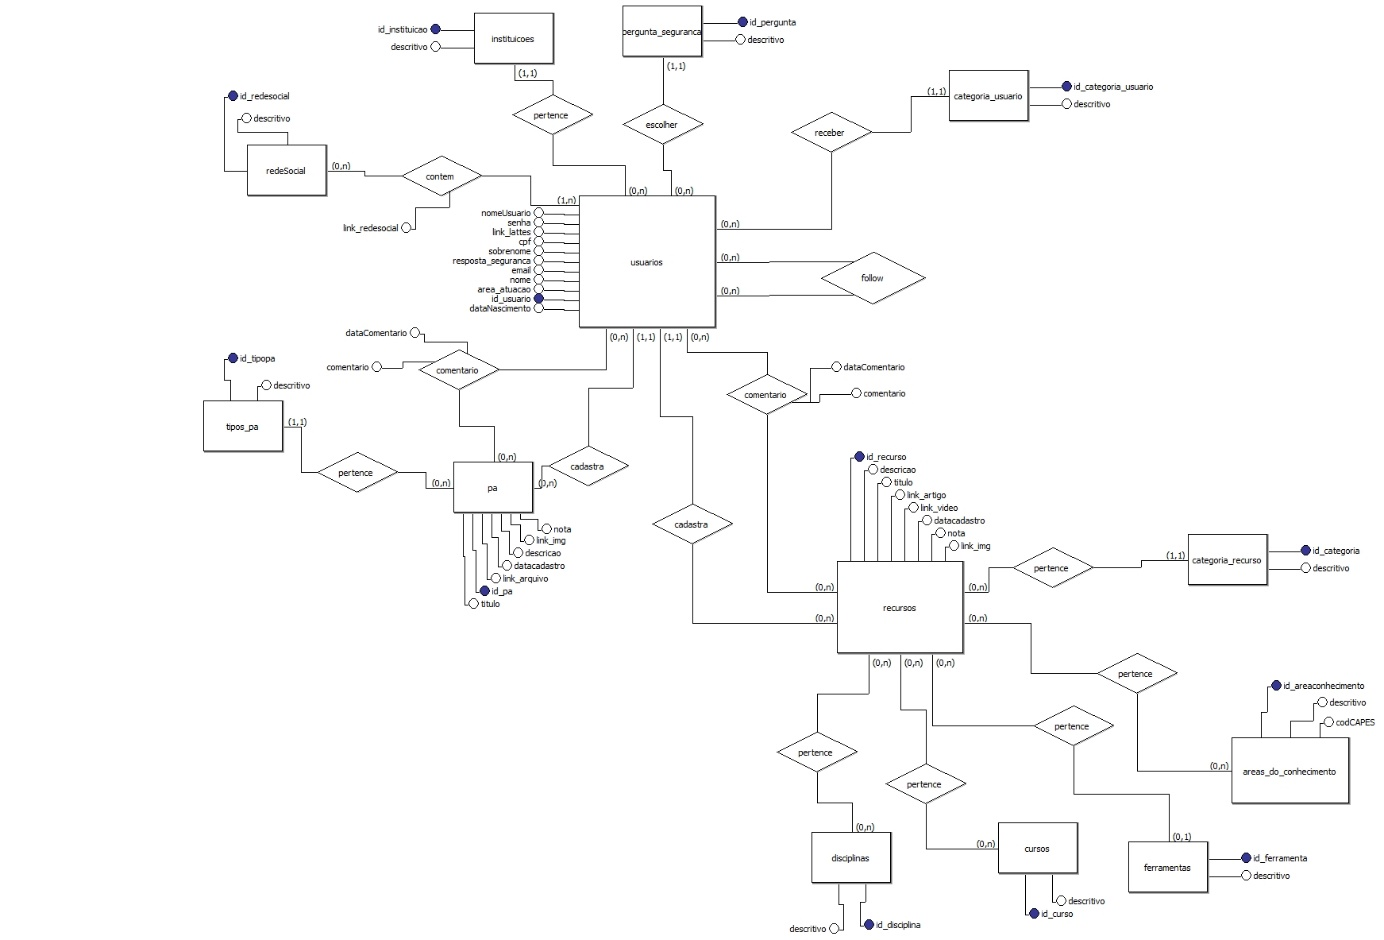 id_instituicao
descritivo
instituicoes
(1,1)
pertence
(0,n)
pergunta_seguranca
id_pergunta
descritivo
(1,1)
escolher
(0,n)
categoria_usuario
id_categoria_usuario
descritivo
(1,1)
receber
(0,n)
id_redesocial
descritivo
redeSocial
(0,n)
contem
link_redesocial
(1,n)
nomeUsuario
senha
link_lattes
cpf
sobrenome
resposta_seguranca
email
nome
area_atuacao
id_usuario
dataNascimento
usuarios
(0,n)
(0,n)
follow
(0,n)
(1,1)
(1,1)
(0,n)
dataComentario
comentario
comentario
id_tipopa
descritivo
tipos_pa
(1,1)
pertence
(0,n)
(0,n)
pa
(0,n)
cadastra
nota
link_img
descricao
datacadastro
link_arquivo
id_pa
titulo
comentario
dataComentario
comentario
cadastra
id_recurso
descricao
titulo
link_artigo
link_video
datacadastro
nota
link_img
(0,n)
(0,n)
recursos
(0,n)
(0,n)
(0,n)
(0,n)
(0,n)
pertence
(1,1)
categoria_recurso
id_categoria
descritivo
pertence
(0,n)
id_areaconhecimento
descritivo
codCAPES
areas_do_conhecimento
pertence
(0,1)
ferramentas
id_ferramenta
descritivo
pertence
(0,n)
cursos
descritivo
id_curso
pertence
(0,n)
disciplinas
descritivo
id_disciplina